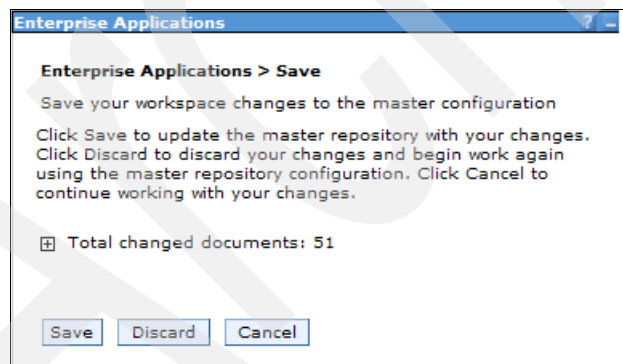 Enterprise Applications ? –
Enterprise Applications > Save
Save your workspace changes to the master configuration
Click Save to update the master repository with your changes.
Click Discard to discard your changes and begin work again
using the master repository configuration. Click Cancel to
continue working with your changes.
Total changed documents: 51
Save Discard Cancel